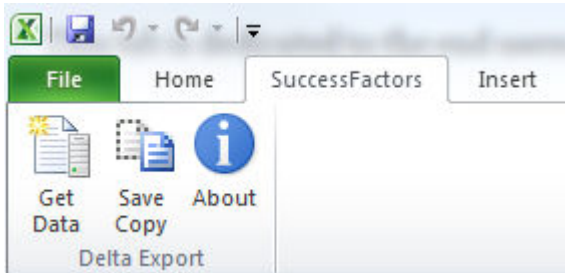 File Home SuccessFactors Insert
Get Data Save Copy About
Delta Export